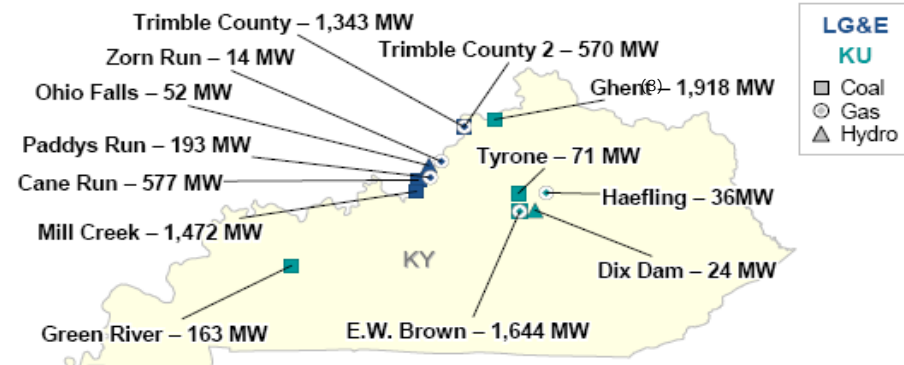 Trimble County – 1,343 MW
Trimble County 2 – 570 MW
Zorn Run – 14 MW
Ohio Falls – 52 MW
Ghent(8)– 1,918 MW
Paddys Run – 193 MW
Tyrone – 71 MW
Cane Run – 577 MW
Haefling – 36MW
Mill Creek – 1,472 MW
KY
Dix Dam – 24 MW
Green River – 163 MW
E.W. Brown – 1,644 MW
LG&E
KU
Coal
Gas
Hydro